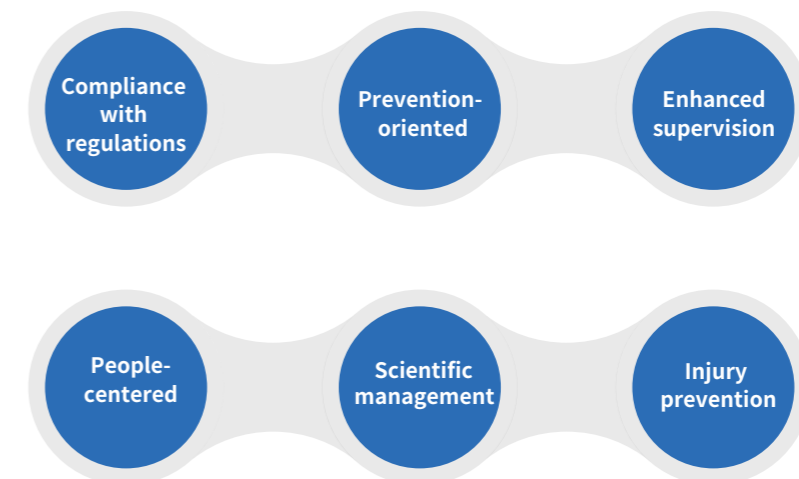 Compliance
with
regulations
Prevention-
oriented
Enhanced
supervision
People-
centered
Scientific
management
Injury
prevention